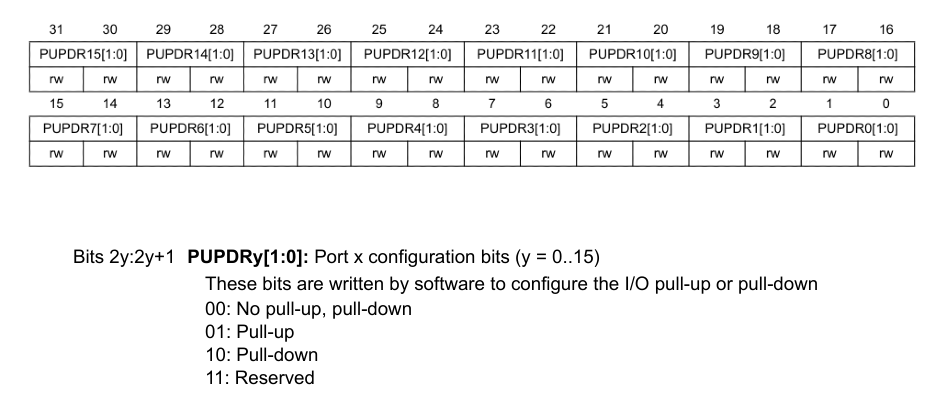 31 30 29 28 27 26 25 24 23 22 21 20 19 18 17 16
PUPDR15[1:0] PUPDR14[1:0] PUPDR13[1:0] PUPDR12[1:0] PUPDR11[1:0] PUPDR10[1:0] PUPDR9[1:0] PUPDR8[1:0]
rw rw rw rw rw rw rw rw rw rw rw rw rw rw rw rw
15 14 13 12 11 10 9 8 7 6 5 4 3 2 1 0
PUPDR7[1:0] PUPDR6[1:0] PUPDR5[1:0] PUPDR4[1:0] PUPDR3[1:0] PUPDR2[1:0] PUPDR1[1:0] PUPDR0[1:0]
rw rw rw rw rw rw rw rw rw rw rw rw rw rw rw rw
Bits 2y:2y+1 PUPDRy[1:0]: Port x configuration bits (y = 0..15)
These bits are written by software to configure the I/O pull-up or pull-down
00: No pull-up, pull-down
01: Pull-up
10: Pull-down
11: Reserved